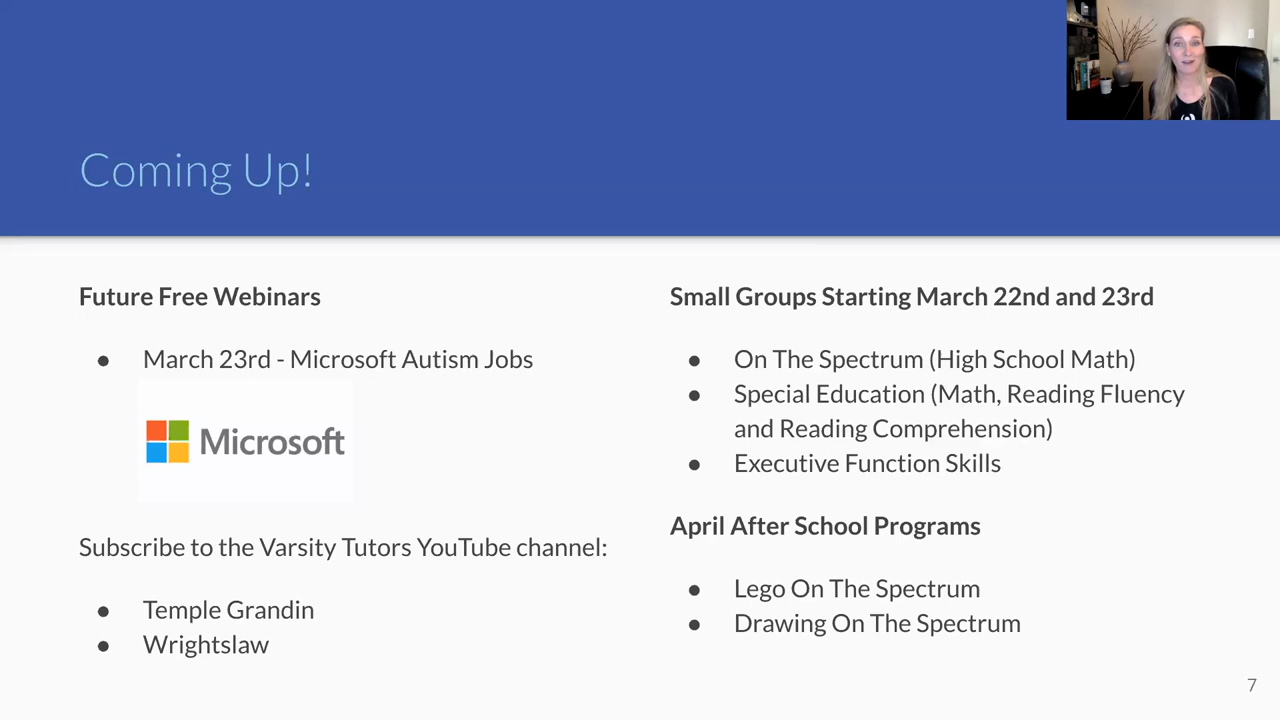 Coming Up!
Future Free Webinars
● March 23rd - Microsoft Autism Jobs
Microsoft
Subscribe to the Varsity Tutors YouTube channel:
● Temple Grandin
● Wrightslaw
Small Groups Starting March 22nd and 23rd
● On The Spectrum (High School Math)
● Special Education (Math, Reading Fluency
and Reading Comprehension)
● Executive Function Skills
April After School Programs
● Lego On The Spectrum
● Drawing On The Spectrum
7